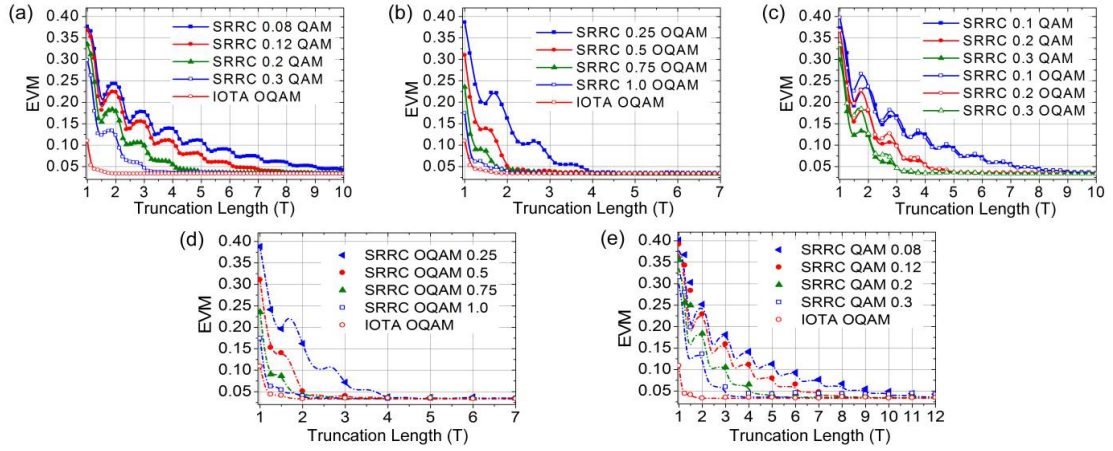 (a)
EVM
0.40
0.35
0.30
0.25
0.20
0.15
0.10
0.05
SRRC 0.08 QAM
SRRC 0.12 QAM
SRRC 0.2 QAM
SRRC 0.3 QAM
IOTA OQAM
1 2 3 4 5 6 7 8 9 10
Truncation Length (T)
(b)
EVM
0.40
0.35
0.30
0.25
0.20
0.15
0.10
0.05
SRRC 0.25 OQAM
SRRC 0.5 OQAM
SRRC 0.75 OQAM
SRRC 1.0 OQAM
IOTA OQAM
1 2 3 4 5 6 7
Truncation Length (T)
(c)
EVM
0.40
0.35
0.30
0.25
0.20
0.15
0.10
0.05
SRRC 0.1 QAM
SRRC 0.2 QAM
SRRC 0.3 QAM
SRRC 0.1 OQAM
SRRC 0.2 OQAM
SRRC 0.3 OQAM
1 2 3 4 5 6 7 8 9 10
Truncation Length (T)
(d)
EVM
0.40
0.35
0.30
0.25
0.20
0.15
0.10
0.05
SRRC OQAM 0.25
SRRC OQAM 0.5
SRRC OQAM 0.75
SRRC OQAM 1.0
IOTA OQAM
1 2 3 4 5 6 7
Truncation Length (T)
(e)
EVM
0.40
0.35
0.30
0.25
0.20
0.15
0.10
0.05
SRRC QAM 0.08
SRRC QAM 0.12
SRRC QAM 0.2
SRRC QAM 0.3
IOTA OQAM
1 2 3 4 5 6 7 8 9 10 11 12
Truncation Length (T)